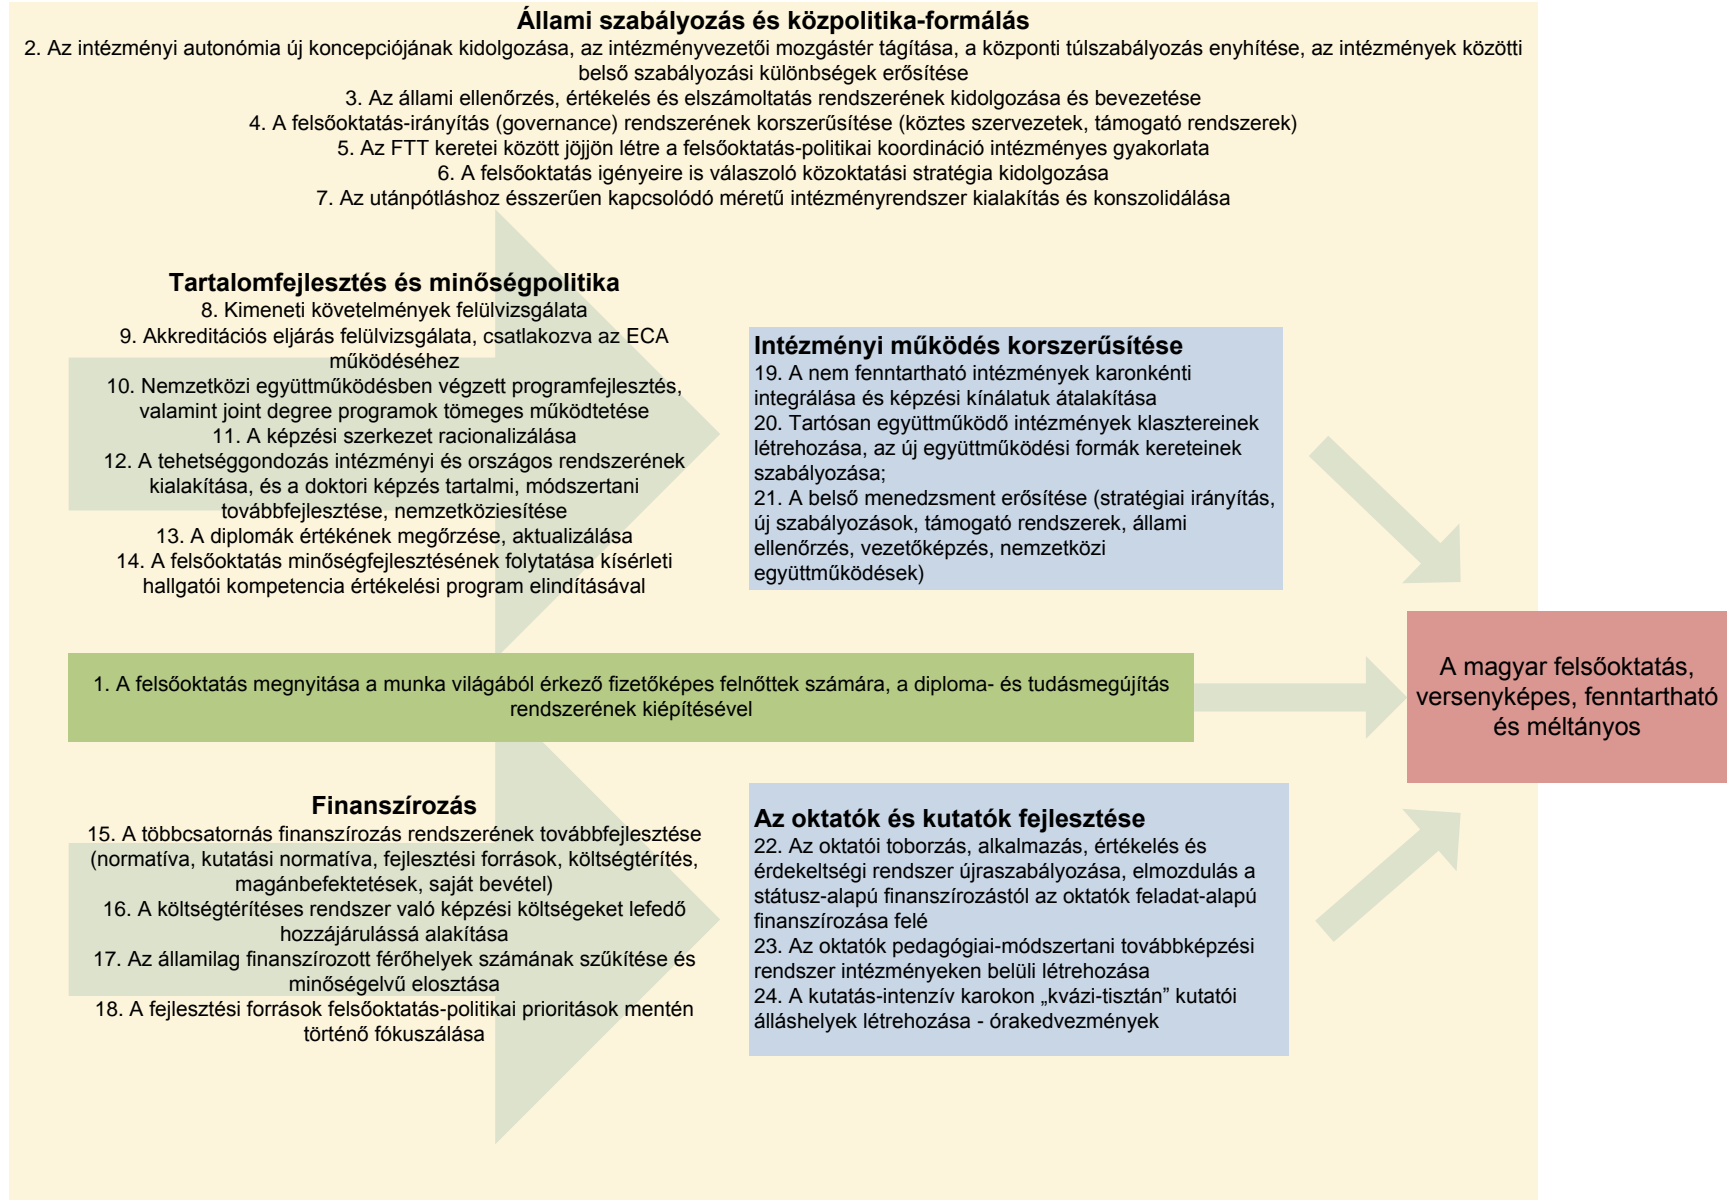 Állami szabályozás és közpolitika-formálás
2. Az intézményi autonómia új koncepciójának kidolgozása, az intézményvezetői mozgástér tágítása, a központi túlszabályozás enyhítése, az intézmények közötti
belső szabályozási különbségek erősítése
3. Az állami ellenőrzés, értékelés és elszámoltatás rendszerének kidolgozása és bevezetése
4. A felsőoktatás-irányítás (governance) rendszerének korszerűsítése (köztes szervezetek, támogató rendszerek)
5. Az FTT keretei között jöjjön létre a felsőoktatás-politikai koordináció intézményes gyakorlata
6. A felsőoktatás igényeire is válaszoló közoktatási stratégia kidolgozása
7. Az utánpótláshoz ésszerűen kapcsolódó méretű intézményrendszer kialakítás és konszolidálása
Tartalomfejlesztés és minőségpolitika
8. Kimeneti követelmények felülvizsgálata
9. Akkreditációs eljárás felülvizsgálata, csatlakozva az ECA
működéséhez
10. Nemzetközi együttműködésben végzett programfejlesztés,
valamint joint degree programok tömeges működtetése
11. A képzési szerkezet racionalizálása
12. A tehetséggondozás intézményi és országos rendszerének
kialakítása, és a doktori képzés tartalmi, módszertani
továbbfejlesztése, nemzetköziesítése
13. A diplomák értékének megőrzése, aktualizálása
14. A felsőoktatás minőségfejlesztésének folytatása kísérleti
hallgatói kompetencia értékelési program elindításával
Intézményi működés korszerűsítése
19. A nem fenntartható intézmények karonkénti
integrálása és képzési kínálatuk átalakítása
20. Tartósan együttműködő intézmények klasztereinek
létrehozása, az új együttműködési formák kereteinek
szabályozása;
21. A belső menedzsment erősítése (stratégiai irányítás,
új szabályozások, támogató rendszerek, állami
ellenőrzés, vezetőképzés, nemzetközi
együttműködések)
1. A felsőoktatás megnyitása a munka világából érkező fizetőképes felnőttek számára, a diploma- és tudásmegújítás
rendszerének kiépítésével
A magyar felsőoktatás,
versenyképes, fenntartható
és méltányos
Finanszírozás
15. A többcsatornás finanszírozás rendszerének továbbfejlesztése
(normatíva, kutatási normatíva, fejlesztési források, költségtérítés,
magánbefektetések, saját bevétel)
16. A költségtérítéses rendszer való képzési költségeket lefedő
hozzájárulássá alakítása
17. Az államilag finanszírozott férőhelyek számának szűkítése és
minőségelvű elosztása
18. A fejlesztési források felsőoktatás-politikai prioritások mentén
történő fókuszálása
Az oktatók és kutatók fejlesztése
22. Az oktatói toborzás, alkalmazás, értékelés és
érdekeltségi rendszer újraszabályozása, elmozdulás a
státusz-alapú finanszírozástól az oktatók feladat-alapú
finanszírozása felé
23. Az oktatók pedagógiai-módszertani továbbképzési
rendszer intézményeken belüli létrehozása
24. A kutatás-intenzív karokon „kvázi-tisztán” kutatói
álláshelyek létrehozása - órakedvezmények